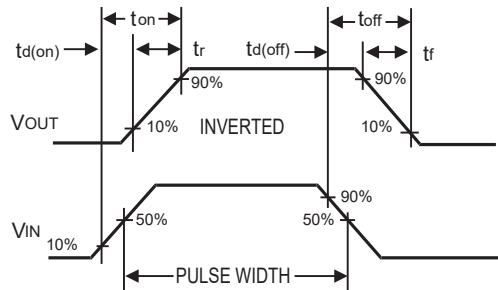 ton
toff
td(on)
tr
td(off)
tf
90%
90%
VOUT
10%
INVERTED
10%
90%
50%
50%
VIN
10%
PULSE WIDTH